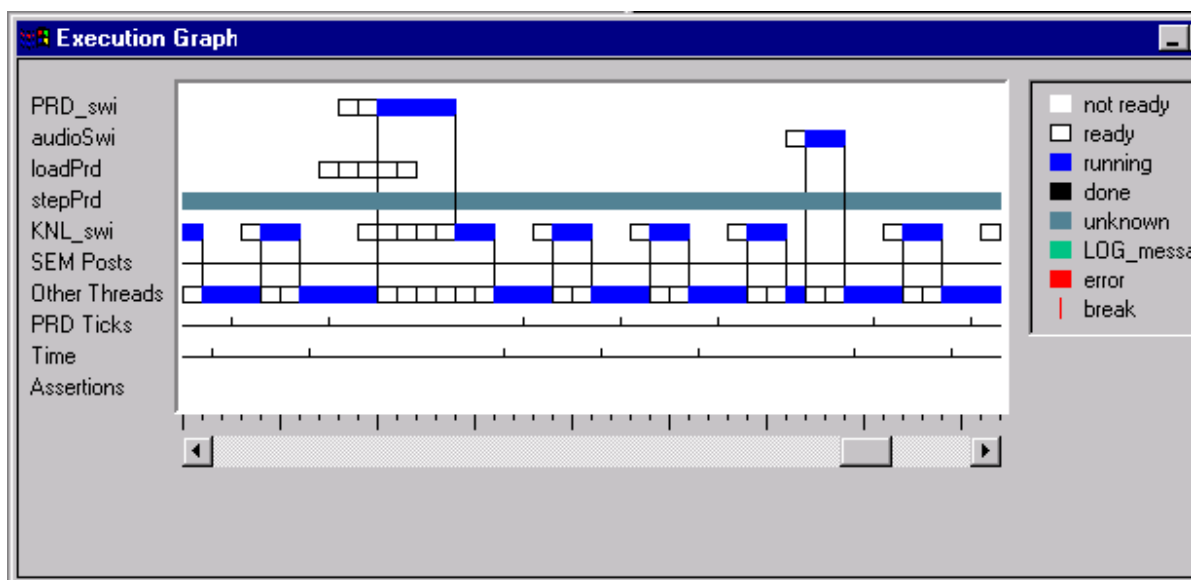 Execution Graph
PRD_swi
audioSwi
loadPrd
stepPrd
KNL_swi
SEM Posts
Other Threads
PRD Ticks
Time
Assertions
not ready
ready
running
done
unknown
LOG_messa
error
break